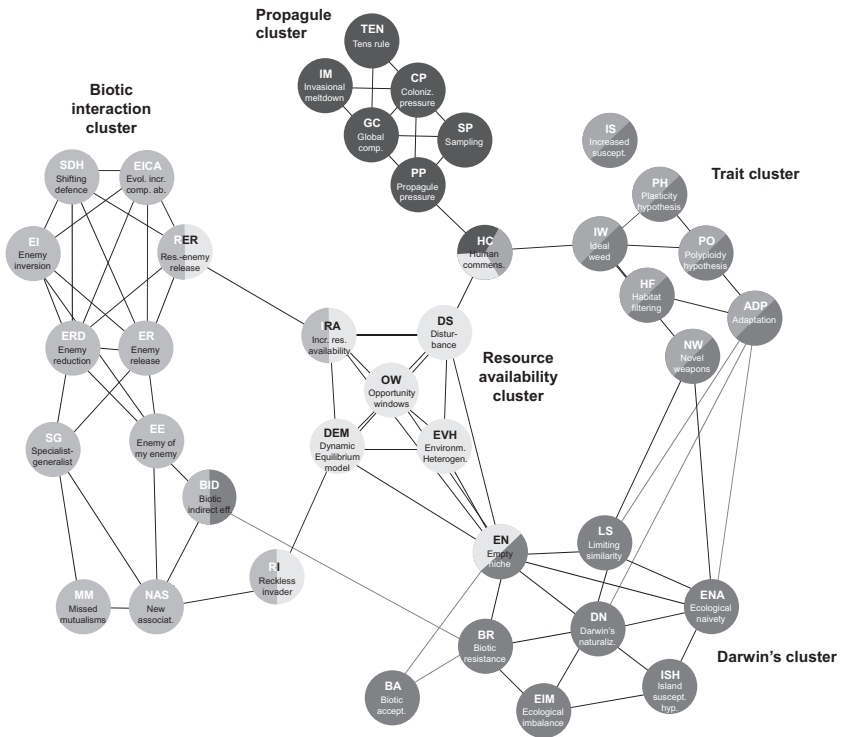 Propagule
cluster
TEN
Tens rule
IM
Invasional
meltdown
CP
Coloniz.
pressure
GC
Global
comp.
SP
Sampling
PP
Propagule
pressure
Biotic
interaction
cluster
SDH
Shifting
defence
EICA
Evol. incr.
comp. ab.
EI
Enemy
inversion
RER
Res.-enemy
release
ERD
Enemy
reduction
ER
Enemy
release
SG
Specialist-
generalist
EE
Enemy of
my enemy
BID
Biotic
indirect eff.
MM
Missed
mutualisms
NAS
New
associat.
RI
Reckless
invader
IS
Increased
suscept.
Trait cluster
PH
Plasticity
hypothesis
HC
Human
commens.
IW
Ideal
weed
PO
Polyploidy
hypothesis
HF
Habitat
filtering
ADP
Adaptation
NW
Novel
weapons
IRA
Incr. res.
availability
DS
Distur-
bance
Resource
availability
cluster
OW
Opportunity
windows
DEM
Dynamic
Equilibrium
model
EVH
Environm.
Heterogen.
EN
Empty
niche
LS
Limiting
similarity
ENA
Ecological
naivety
DN
Darwin's
naturaliz.
BR
Biotic
resistance
Darwin's cluster
BA
Biotic
accept.
EIM
Ecological
imbalance
ISH
Island
suscept.
hyp.